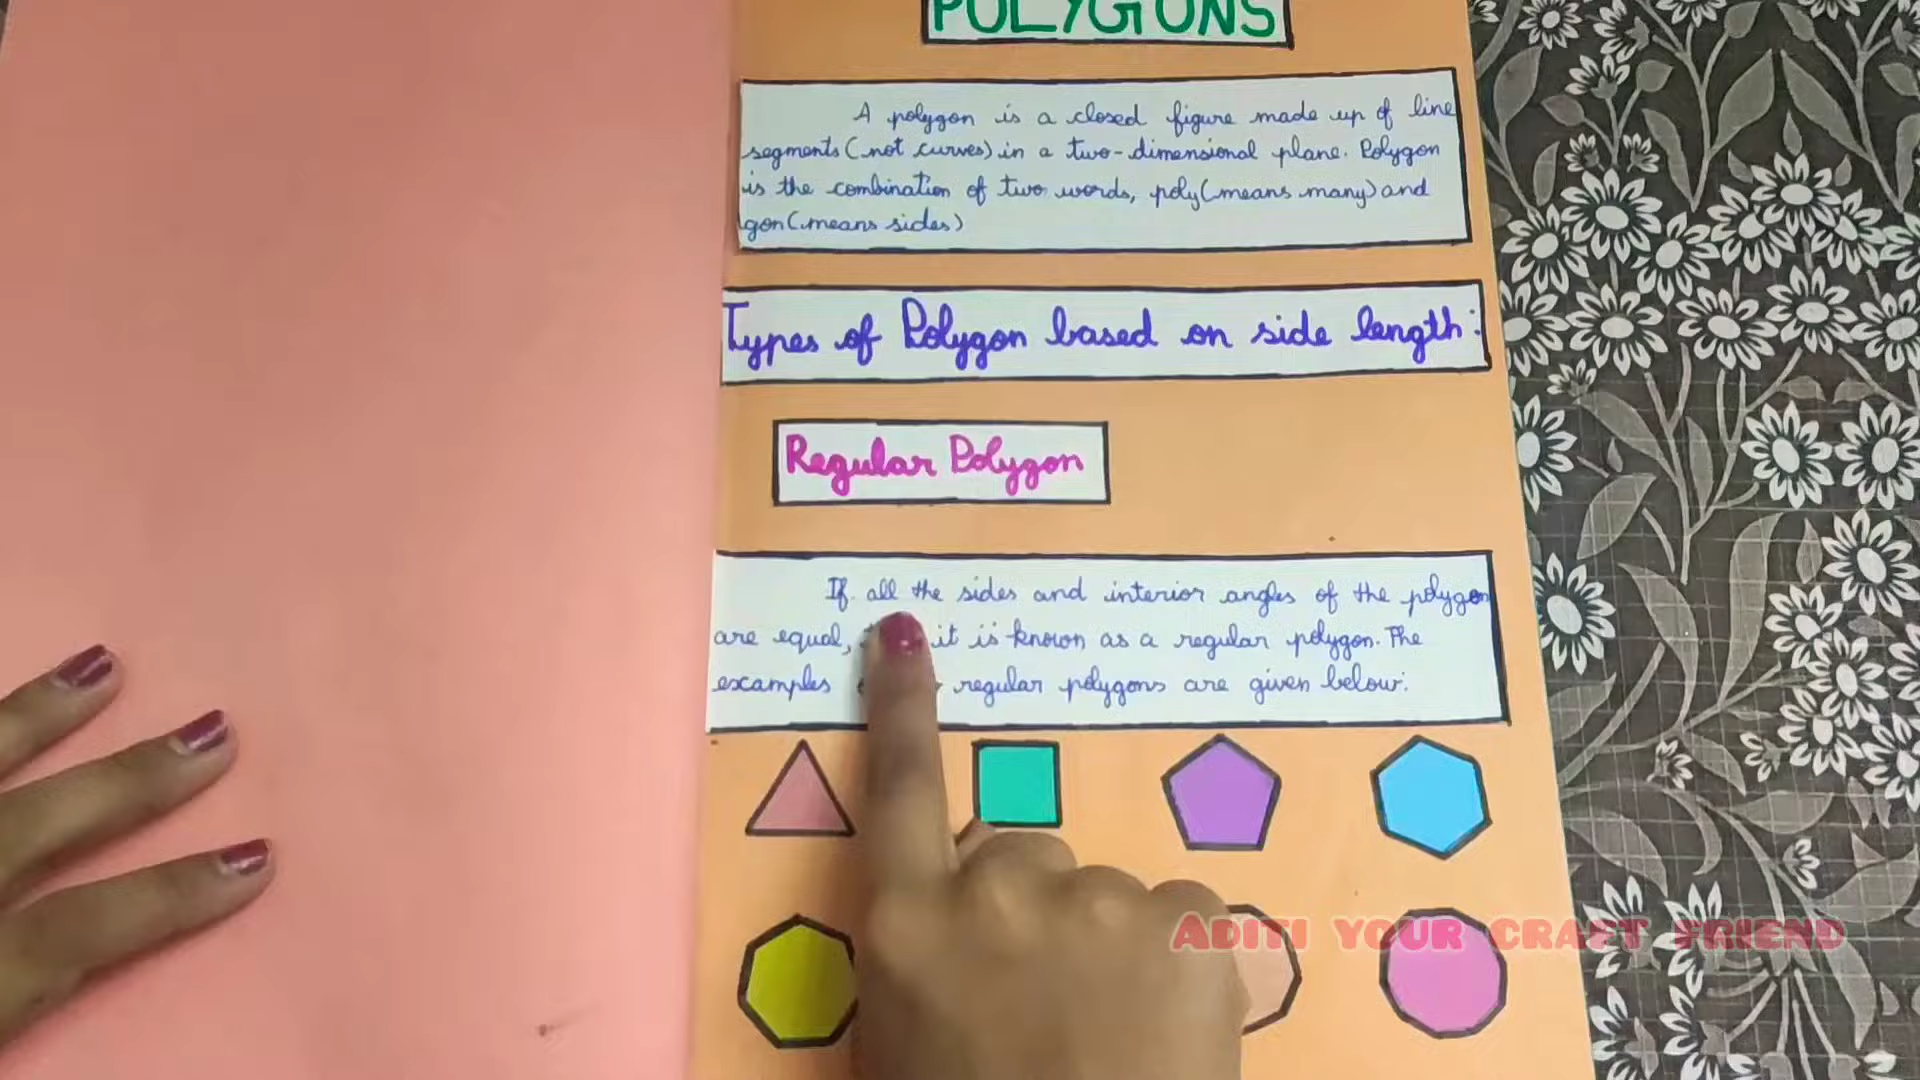 POLYGONS
A polygon is a closed figure made up of line
segments (not curves) in a two-dimensional plane. Polygon
is the combination of two words, poly (means many) and
gon (means sides)
Types of Polygon based on side length:
Regular Polygon
If all the sides and interior angles of the polygon
are equal, it is known as a regular polygon. The
examples regular polygons are given below:
ADITI YOUR CRAFT FRIEND